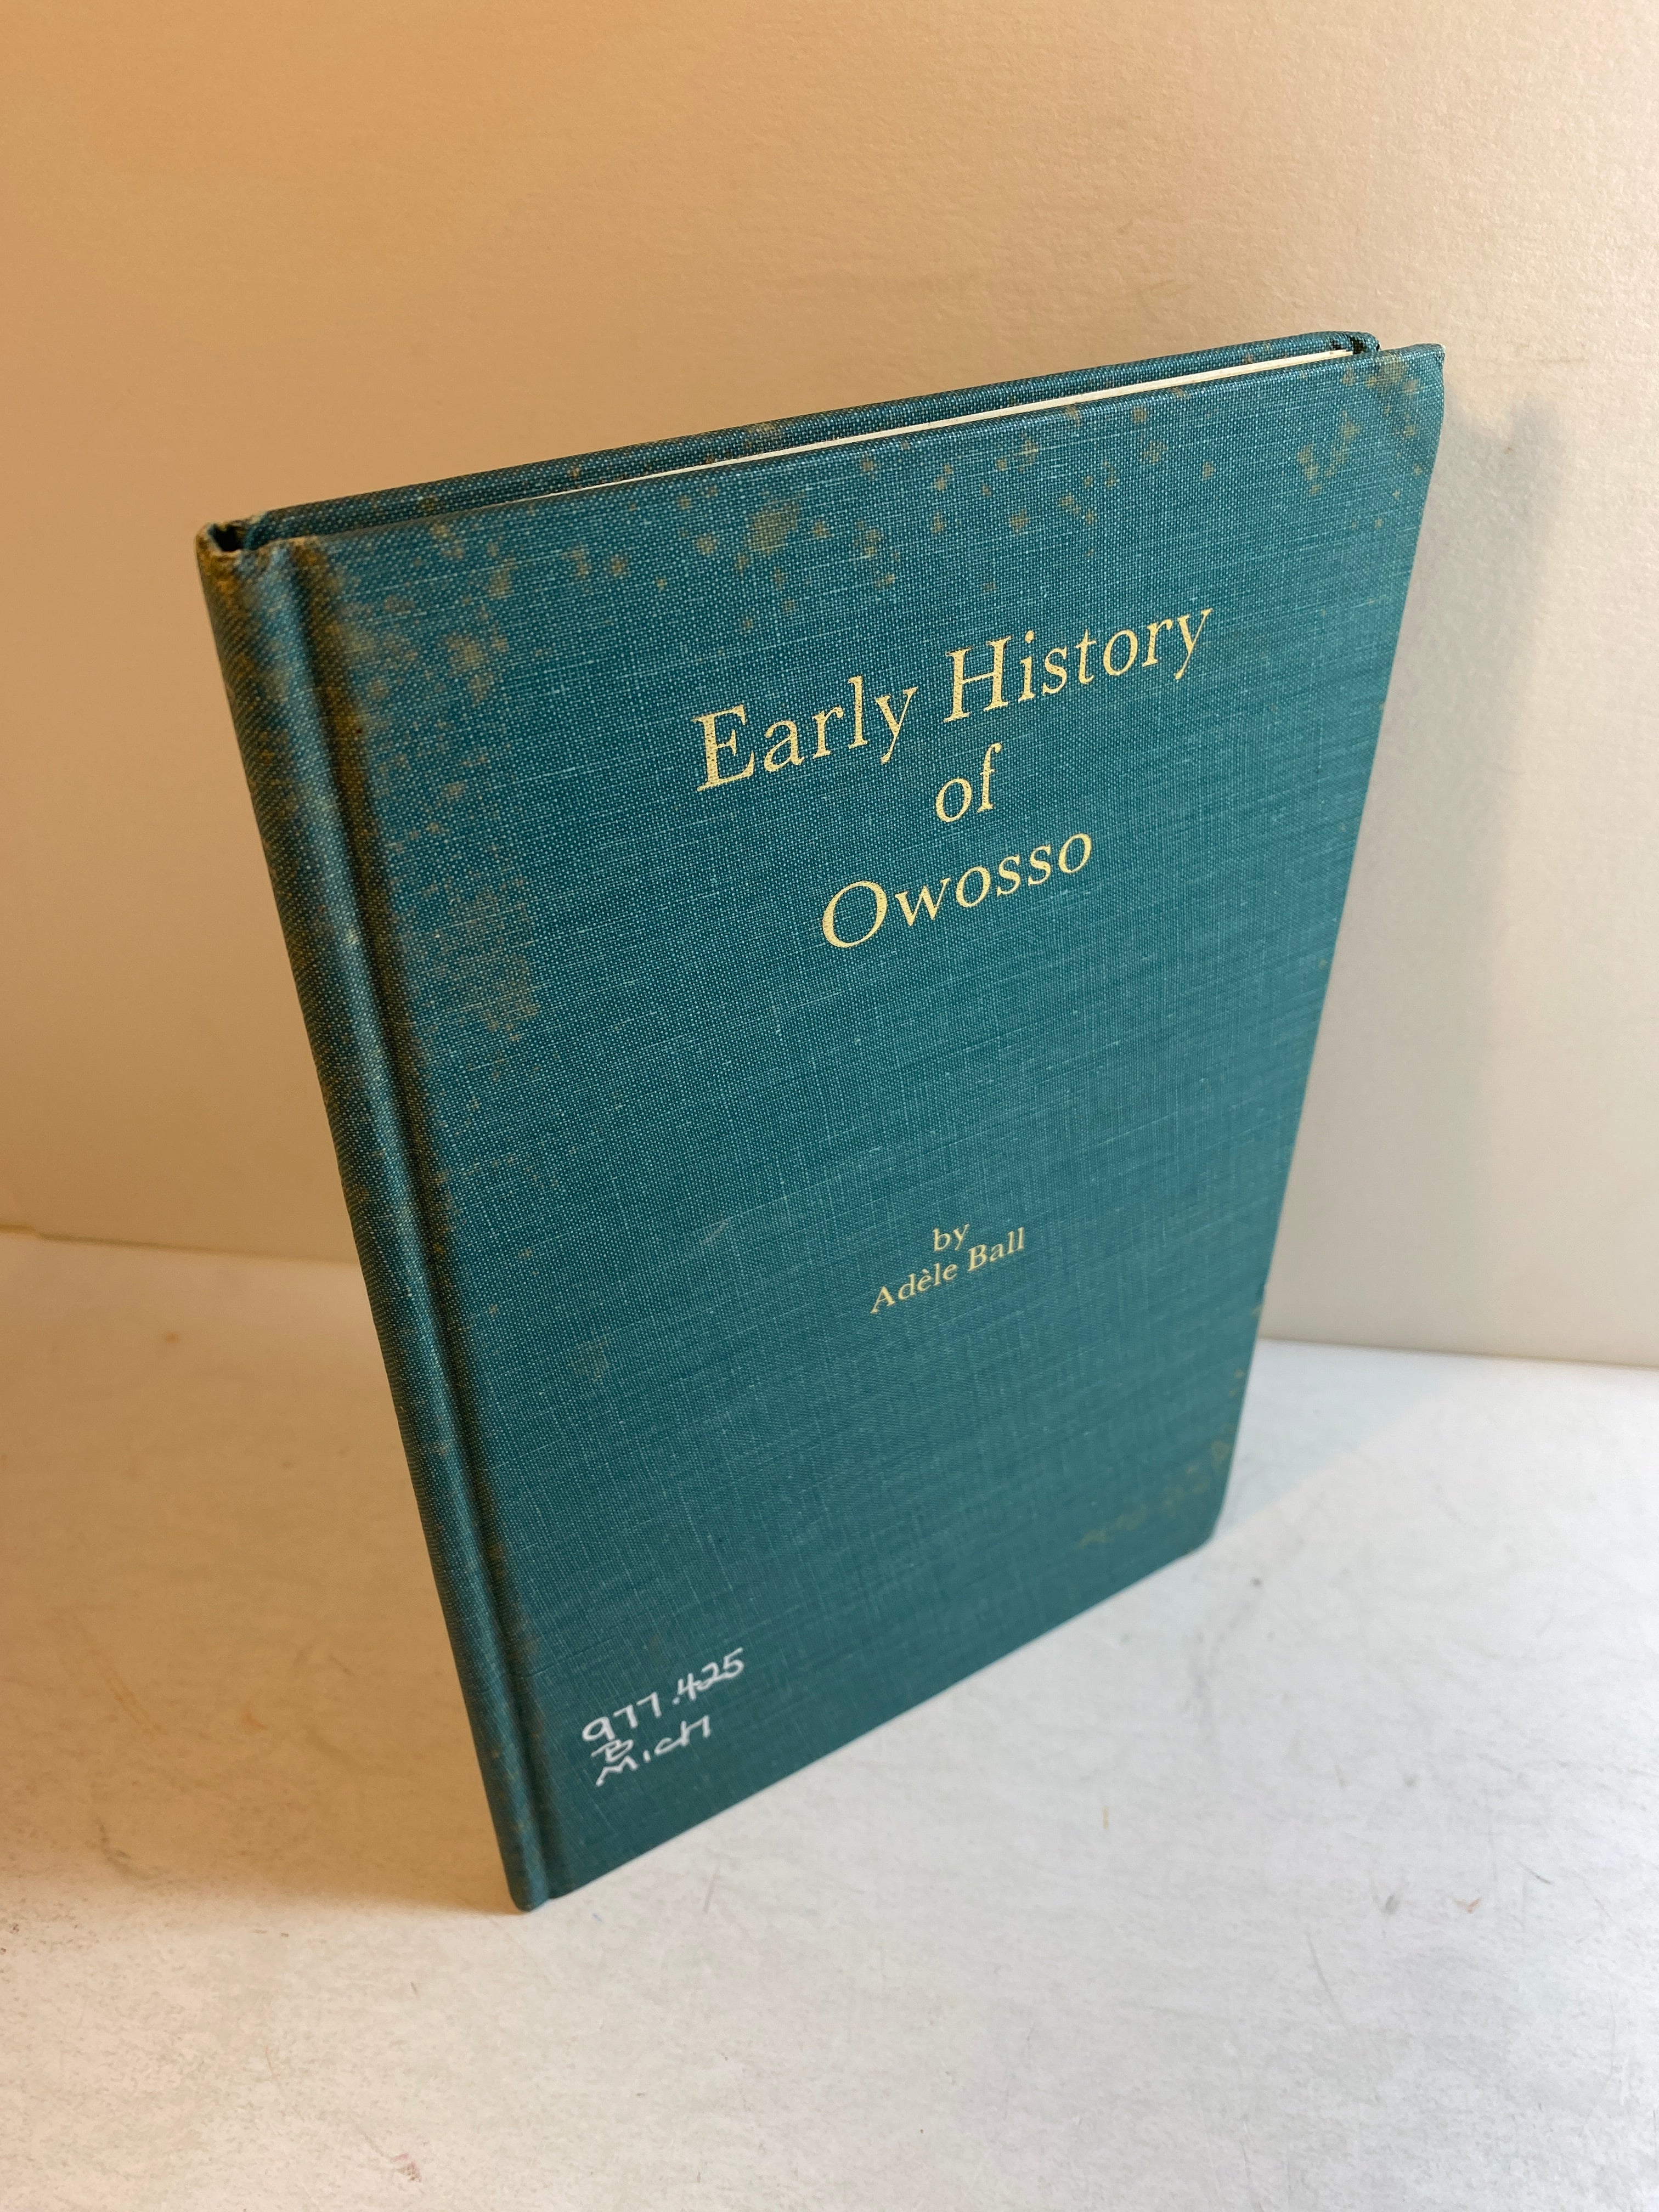 Early History
of
Owosso
by
Adèle Ball
977.425
B
MICH